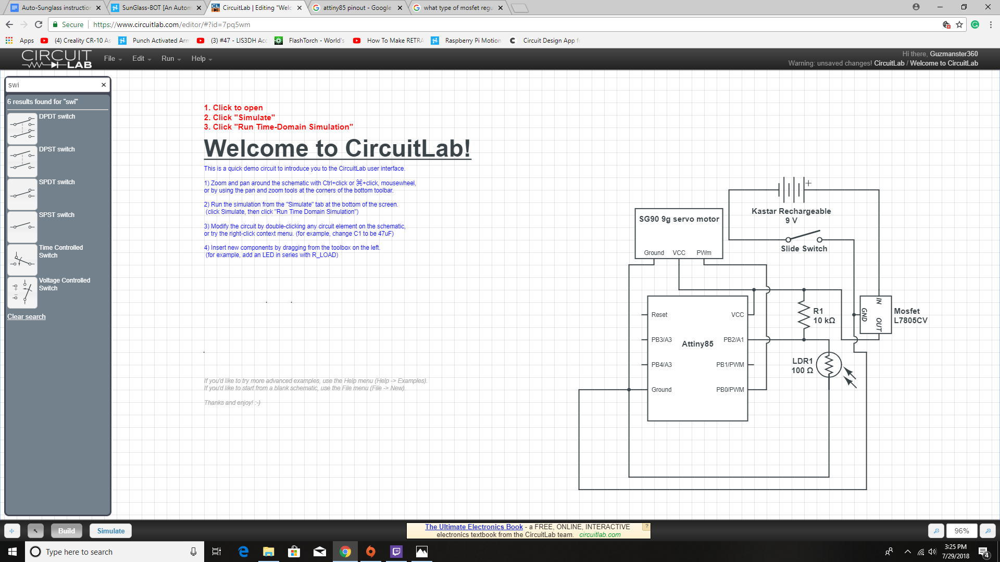 Auto-Sunglass instruction
SunGlass-BOT [An Autom
CircuitLab | Editing "Welc
attiny85 pinout - Google
what type of mosfet regu
Secure
https://www.circuitlab.com/editor/#?id=7pq5wm
Apps
(4) Creality CR-10 As
Punch Activated Arm
(3) #47 - LIS3DH Acc
FlashTorch - World's
How To Make RETRA
Raspberry Pi Motion
Circuit Design App f
CIRCUIT
LAB
File
Edit
Run
Help
Hi there, Guzmanster360
Warning: unsaved changes! CircuitLab / Welcome to CircuitLab
swi
6 results found for "swi"
DPDT switch
DPST switch
SPDT switch
SPST switch
Time Controlled
Switch
Voltage Controlled
Switch
Clear search
1. Click to open
2. Click "Simulate"
3. Click "Run Time-Domain Simulation"
Welcome to CircuitLab!
This is a quick demo circuit to introduce you to the CircuitLab user interface.
1) Zoom and pan around the schematic with Ctrl+click or ⌘+click, mousewheel,
or by using the pan and zoom tools at the corners of the bottom toolbar.
2) Run the simulation from the "Simulate" tab at the bottom of the screen.
(click Simulate, then click "Run Time Domain Simulation")
3) Modify the circuit by double-clicking any circuit element on the schematic,
or try the right-click context menu. (for example, change C1 to be 47uF)
4) Insert new components by dragging from the toolbox on the left.
(for example, add an LED in series with R_LOAD)
If you'd like to try more advanced examples, use the Help menu (Help -> Examples).
If you'd like to start from a blank schematic, use the File menu (File -> New).
Thanks and enjoy! :-)
Kastar Rechargeable
9 V
Slide Switch
SG90 9g servo motor
Ground
VCC
PWm
Reset
VCC
PB3/A3
Attiny85
PB2/A1
PB4/A3
PB1/PWM
Ground
PB0/PWM
R1
10 kΩ
LDR1
100 Ω
IN
GND
OUT
Mosfet
L7805CV
Build
Simulate
The Ultimate Electronics Book - a FREE, ONLINE, INTERACTIVE
electronics textbook from the CircuitLab team. circuitlab.com
?
96%
Type here to search
3:25 PM
7/29/2018
4